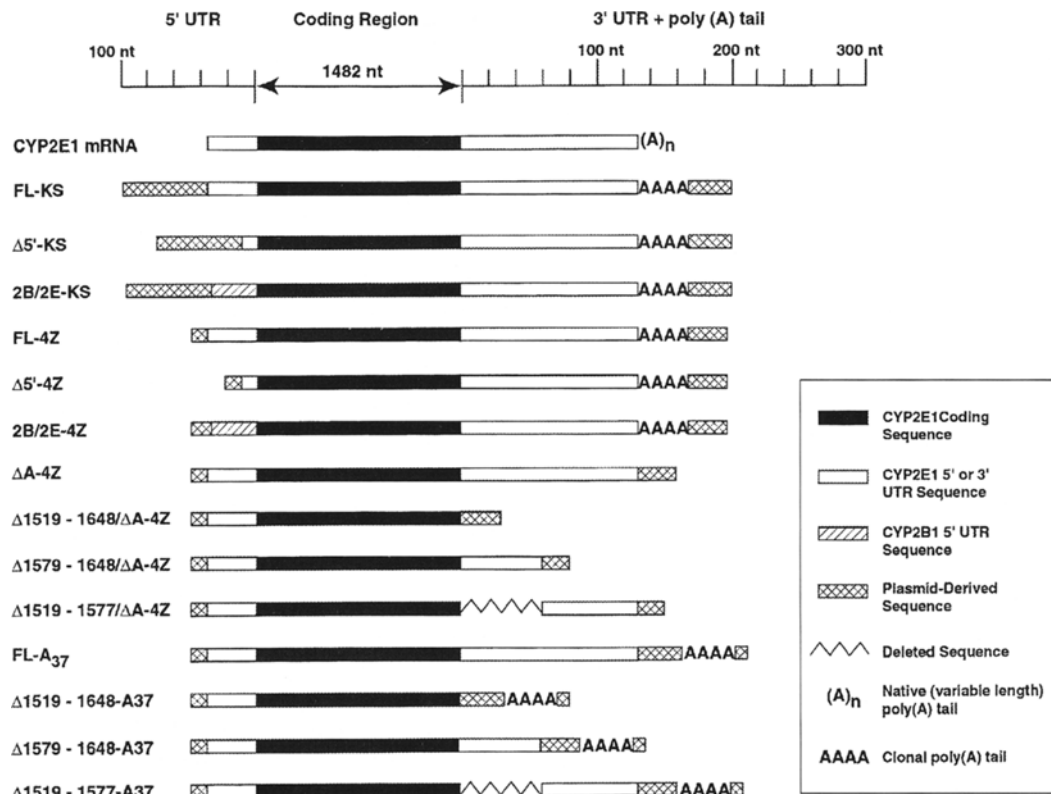 5' UTR Coding Region 3' UTR + poly (A) tail
100 nt 100 nt 200 nt 300 nt
1482 nt
CYP2E1 mRNA (A)n
FL-KS AAAA
Δ5'-KS AAAA
2B/2E-KS AAAA
FL-4Z AAAA
Δ5'-4Z AAAA
2B/2E-4Z AAAA
ΔA-4Z
Δ1519 - 1648/ΔA-4Z
Δ1579 - 1648/ΔA-4Z
Δ1519 - 1577/ΔA-4Z
FL-A37 AAAA
Δ1519 - 1648-A37 AAAA
Δ1579 - 1648-A37 AAAA
Δ1519 - 1577-A37 AAAA
CYP2E1Coding
Sequence
CYP2E1 5' or 3'
UTR Sequence
CYP2B1 5' UTR
Sequence
Plasmid-Derived
Sequence
Deleted Sequence
(A)n Native (variable length)
poly(A) tail
AAAA Clonal poly(A) tail